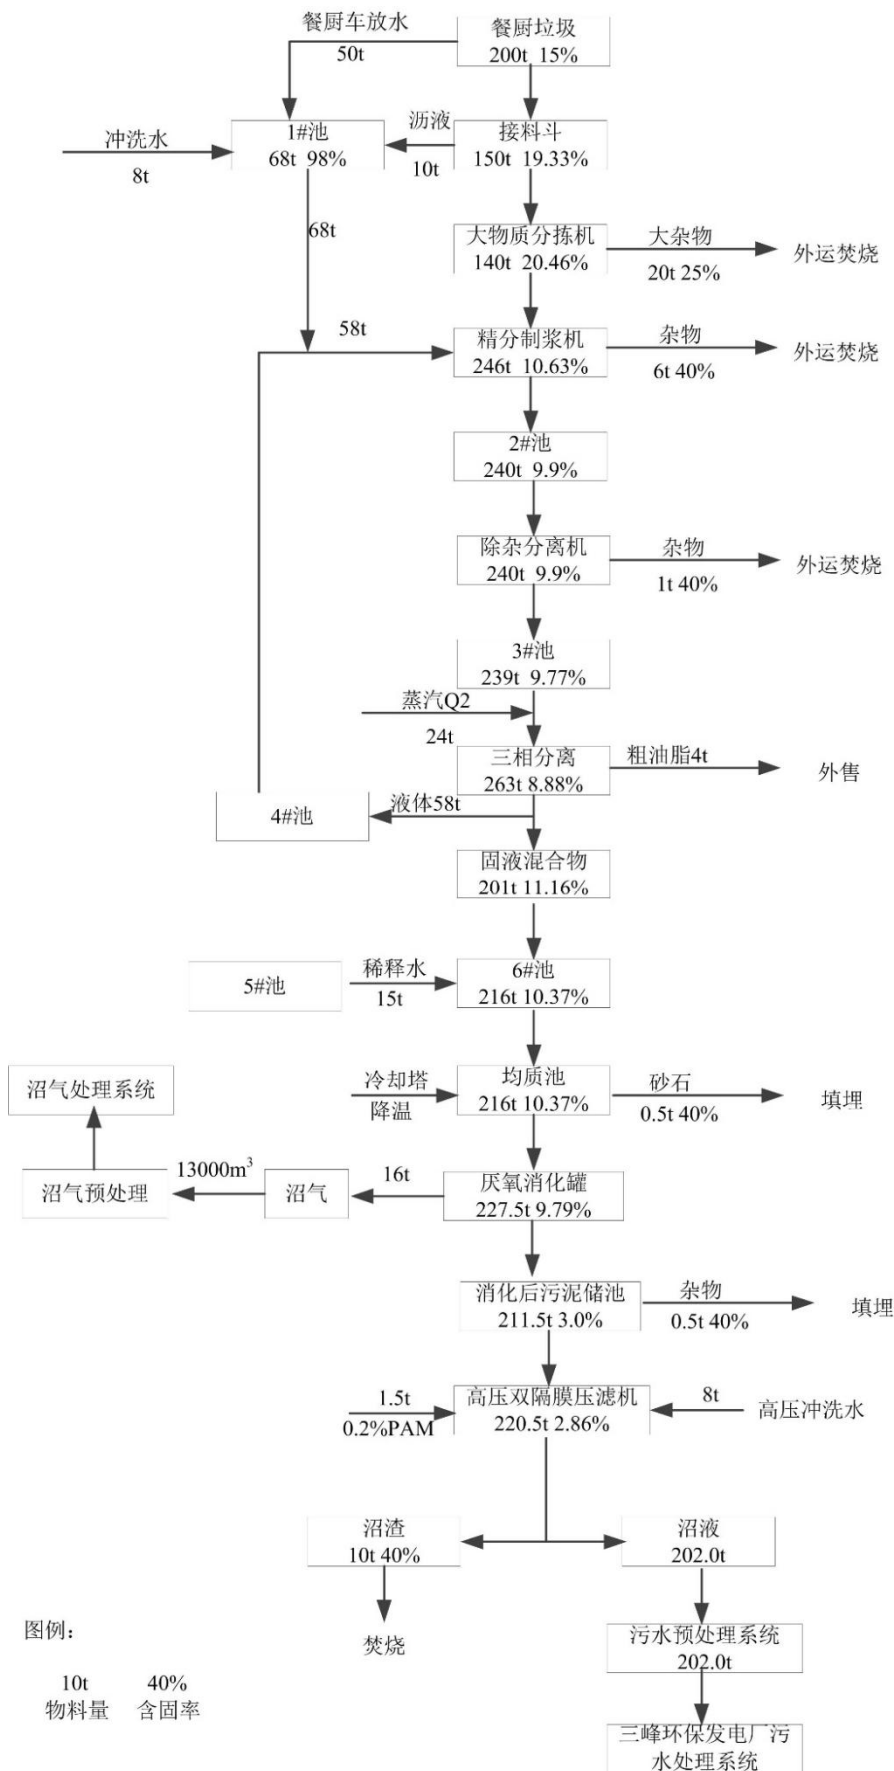 餐厨车放水
50t
餐厨垃圾
200t 15%
冲洗水
8t
1#池
68t 98%
沥液
10t
接料斗
150t 19.33%
68t
大物质分拣机
140t 20.46%
大杂物
20t 25%
外运焚烧
58t
精分制浆机
246t 10.63%
杂物
6t 40%
外运焚烧
2#池
240t 9.9%
除杂分离机
240t 9.9%
杂物
1t 40%
外运焚烧
3#池
239t 9.77%
蒸汽Q2
24t
三相分离
263t 8.88%
粗油脂4t
外售
4#池
液体58t
固液混合物
201t 11.16%
5#池
稀释水
15t
6#池
216t 10.37%
冷却塔
降温
均质池
216t 10.37%
砂石
0.5t 40%
填埋
沼气处理系统
沼气预处理
13000m³
沼气
16t
厌氧消化罐
227.5t 9.79%
消化后污泥储池
211.5t 3.0%
杂物
0.5t 40%
填埋
1.5t
0.2%PAM
高压双隔膜压滤机
220.5t 2.86%
8t
高压冲洗水
沼渣
10t 40%
沼液
202.0t
焚烧
污水预处理系统
202.0t
三峰环保发电厂污
水处理系统
图例：
10t 40%
物料量 含固率